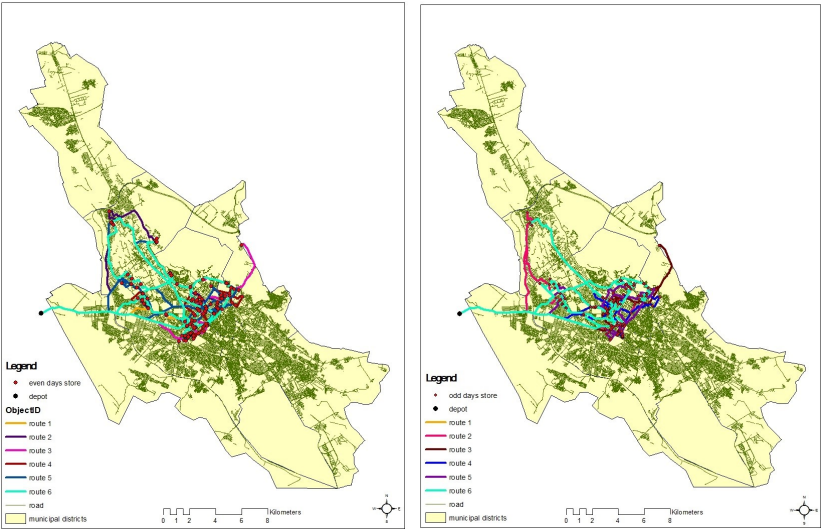 Legend
even days store
depot
ObjectID
route 1
route 2
route 3
route 4
route 5
route 6
road
municipal districts
0 1 2 4 6 8
Kilometers
N
W E
S
Legend
odd days store
depot
route 1
route 2
route 3
route 4
route 5
route 6
road
municipal districts
0 1 2 4 6 8
Kilometers
N
W E
S